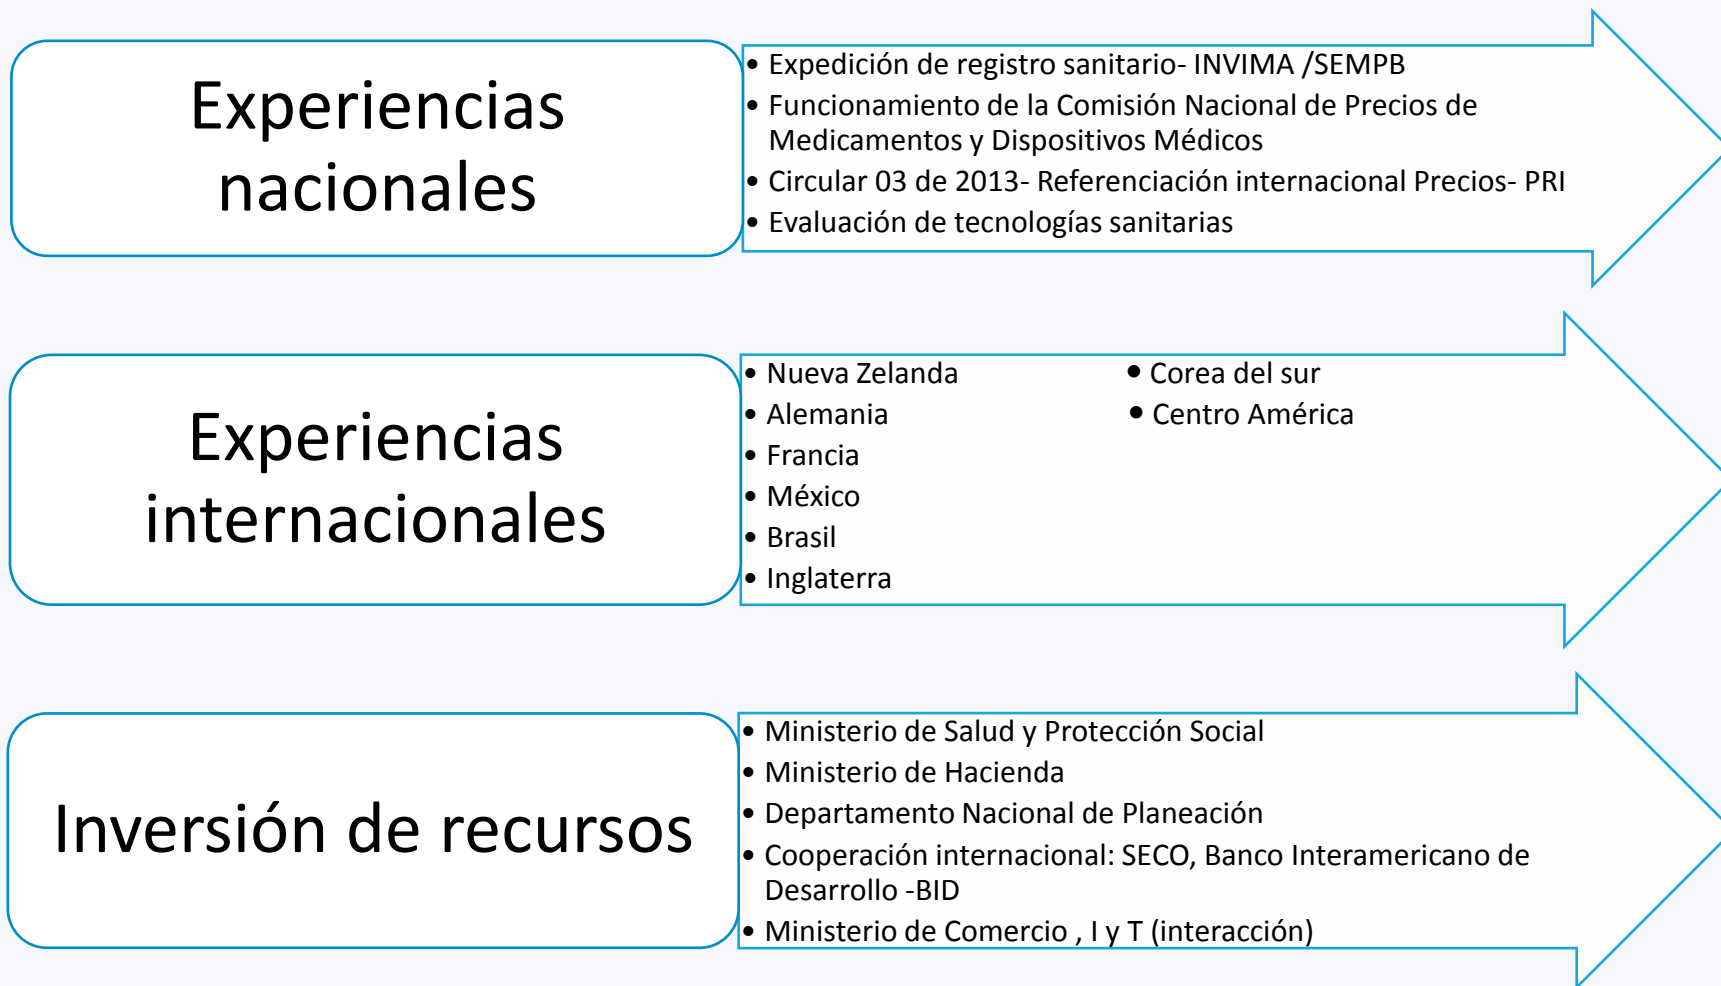 Experiencias
nacionales
• Expedición de registro sanitario- INVIMA /SEMPB
• Funcionamiento de la Comisión Nacional de Precios de
Medicamentos y Dispositivos Médicos
• Circular 03 de 2013- Referenciación internacional Precios- PRI
• Evaluación de tecnologías sanitarias
Experiencias
internacionales
• Nueva Zelanda
• Alemania
• Francia
• México
• Brasil
• Inglaterra
• Corea del sur
• Centro América
Inversión de recursos
• Ministerio de Salud y Protección Social
• Ministerio de Hacienda
• Departamento Nacional de Planeación
• Cooperación internacional: SECO, Banco Interamericano de
Desarrollo -BID
• Ministerio de Comercio , I y T (interacción)